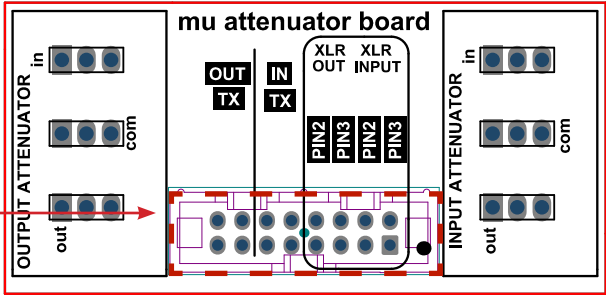 mu attenuator board
OUTPUT ATTENUATOR
in
com
out
OUT
TX
IN
TX
XLR XLR
OUT INPUT
PIN2
PIN3
PIN2
PIN3
INPUT ATTENUATOR
in
com
out